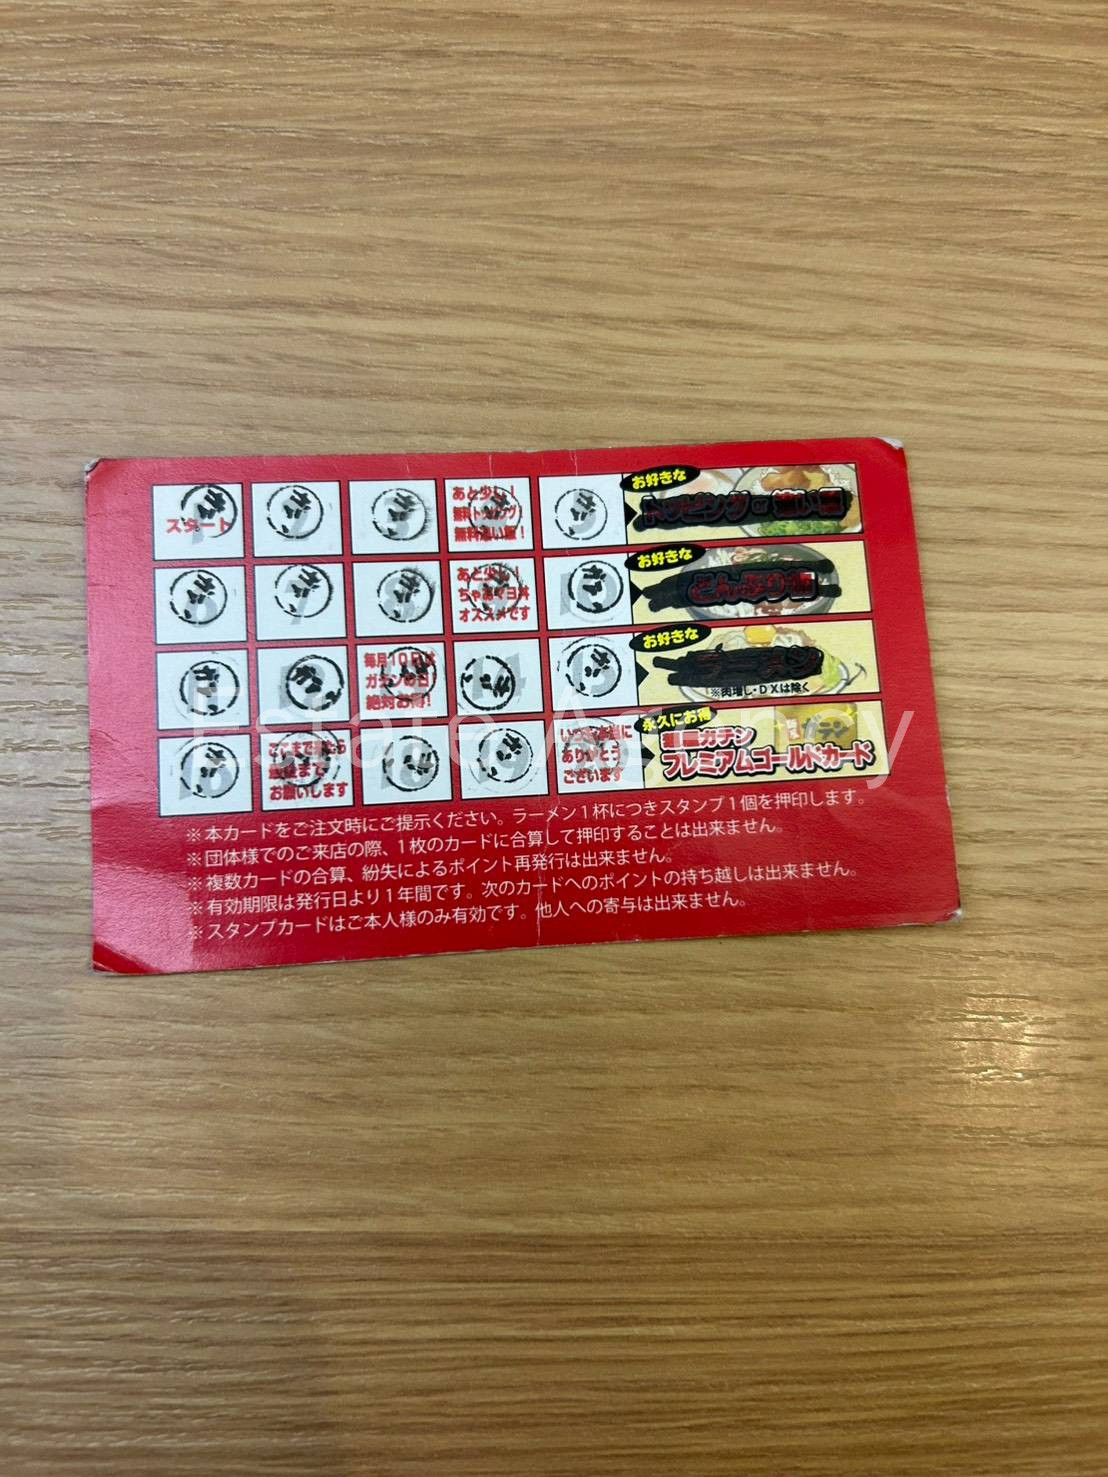 スタート
あと少し!
無料トッピング!
無料追い飯!
お好きな
トッピング or 追い飯
あと少し!
ちゃあマヨ丼
オススメです
お好きな
どんぶり
毎月10日は
ガチンの日!
絶対お得!
お好きな
ラーメン
※肉増し・DXは除く
ここまで来たら
最後まで
お願いします
いつも本当に
ありがとう
ございます
永久にお得
麺屋ガテン
プレミアムゴールドカード
Estate Agency
※本カードをご注文時にご提示ください。ラーメン1杯につきスタンプ1個を押印します。
※団体様でのご来店の際、1枚のカードに合算して押印することは出来ません。
※複数カードの合算、紛失によるポイント再発行は出来ません。
※有効期限は発行日より1年間です。次のカードへのポイントの持ち越しは出来ません。
※スタンプカードはご本人様のみ有効です。他人への寄与は出来ません。